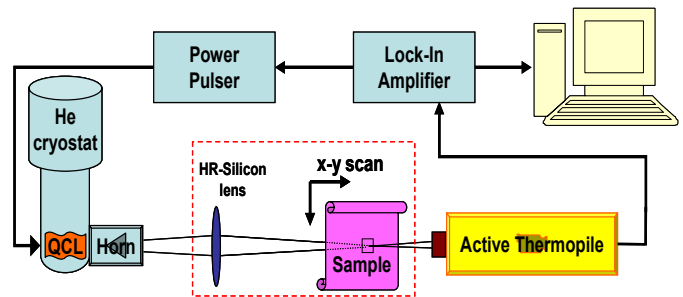 Power
Pulser
Lock-In
Amplifier
He
cryostat
HR-Silicon
lens
x-y scan
QCL
Horn
Sample
Active Thermopile